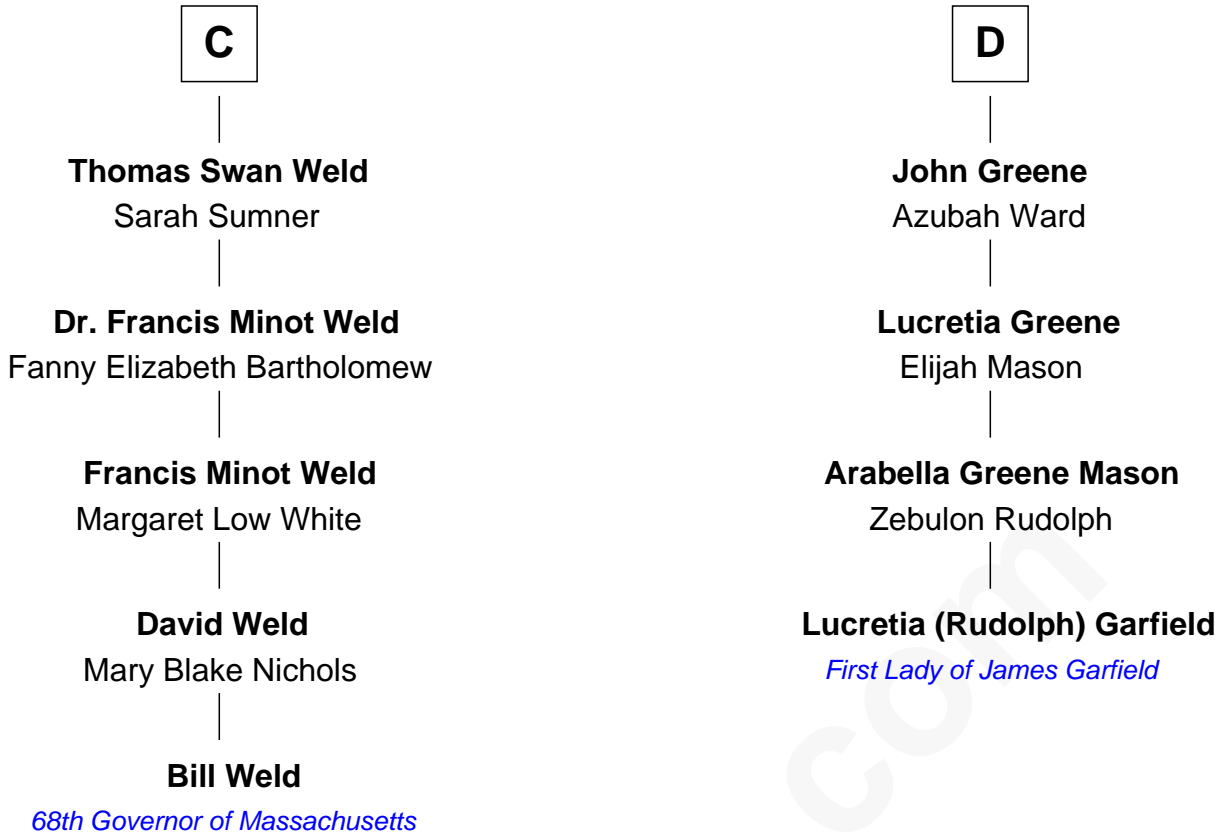 C
Thomas Swan Weld
Sarah Sumner
Dr. Francis Minot Weld
Fanny Elizabeth Bartholomew
Francis Minot Weld
Margaret Low White
David Weld
Mary Blake Nichols
Bill Weld
68th Governor of Massachusetts
D
John Greene
Azubah Ward
Lucretia Greene
Elijah Mason
Arabella Greene Mason
Zebulon Rudolph
Lucretia (Rudolph) Garfield
First Lady of James Garfield
com